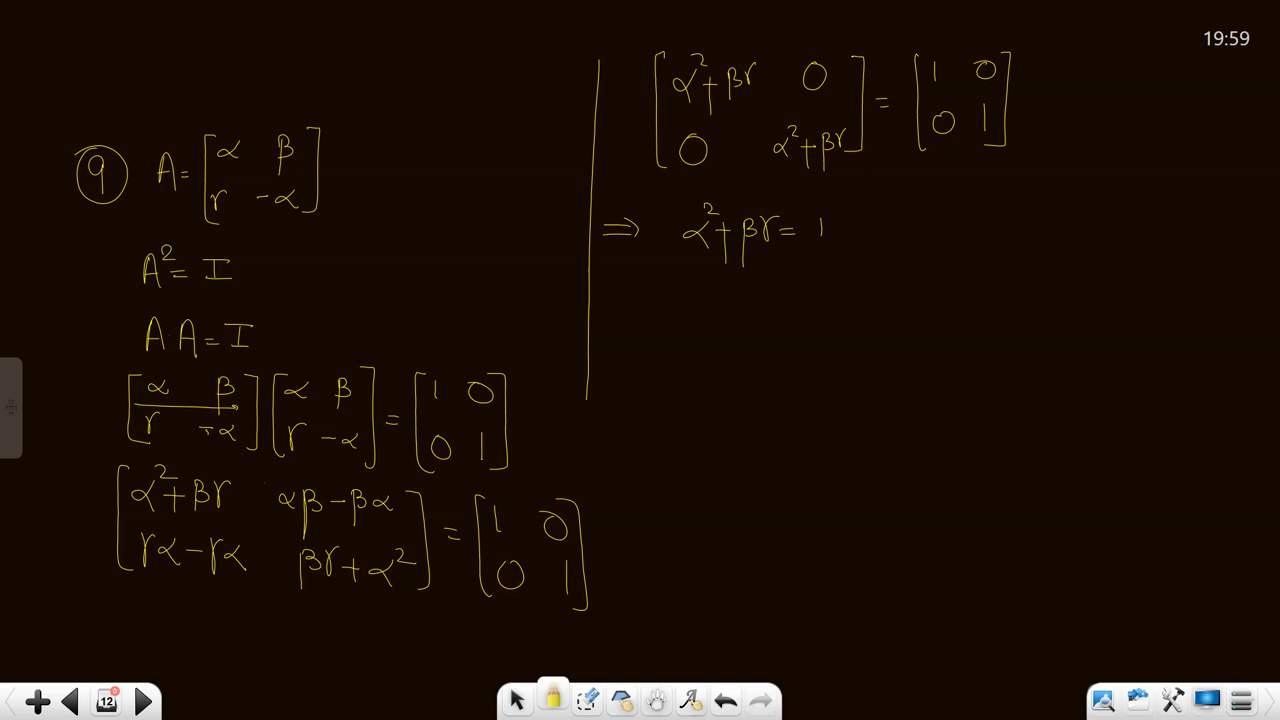 9 A = [ α β
γ -α ]
A² = I
A A = I
[ α β
γ -α ] [ α β
γ -α ] = [ 1 0
0 1 ]
[ α²+βγ αβ-βα
γα-γα βγ+α² ] = [ 1 0
0 1 ]
19:59
[ α²+βγ 0
0 α²+βγ ] = [ 1 0
0 1 ]
⇒ α²+βγ = 1
12 0